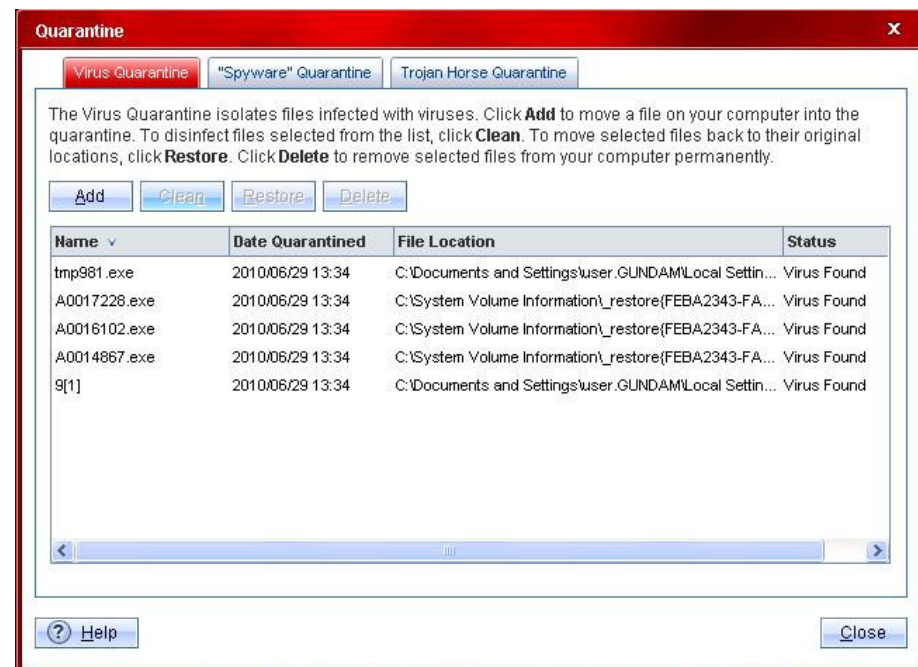 Quarantine x
Virus Quarantine "Spyware" Quarantine Trojan Horse Quarantine
The Virus Quarantine isolates files infected with viruses. Click Add to move a file on your computer into the
quarantine. To disinfect files selected from the list, click Clean. To move selected files back to their original
locations, click Restore. Click Delete to remove selected files from your computer permanently.
Add Clean Restore Delete
Name Date Quarantined File Location Status
tmp981.exe 2010/06/29 13:34 C:\Documents and Settings\user.GUNDAM\Local Settin... Virus Found
A0017228.exe 2010/06/29 13:34 C:\System Volume Information\_restore{FEBA2343-FA... Virus Found
A0016102.exe 2010/06/29 13:34 C:\System Volume Information\_restore{FEBA2343-FA... Virus Found
A0014867.exe 2010/06/29 13:34 C:\System Volume Information\_restore{FEBA2343-FA... Virus Found
9[1] 2010/06/29 13:34 C:\Documents and Settings\user.GUNDAM\Local Settin... Virus Found
? Help Close